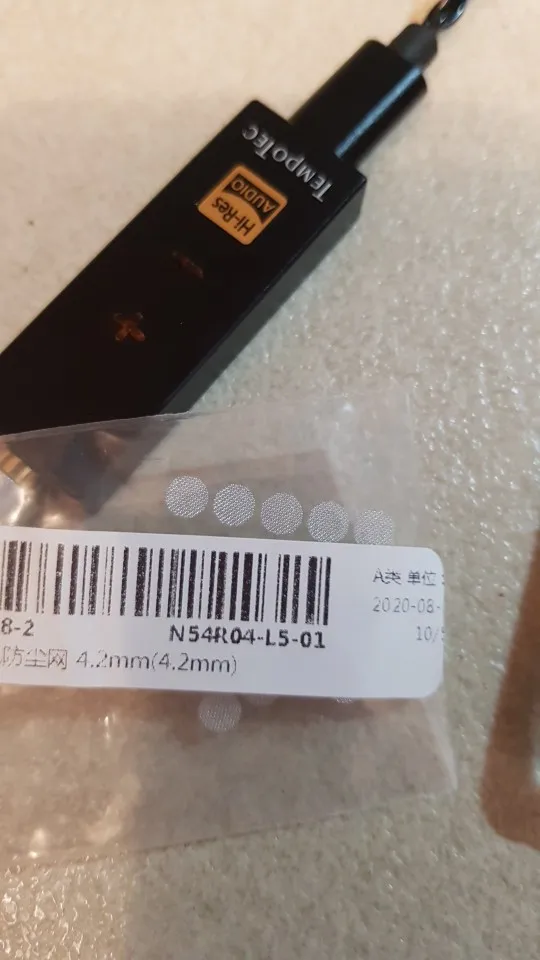 TEMPOTEC
Hi-Res
AUDIO
8-2
N54R04-L5-01
防尘网 4.2mm(4.2mm)
A类 单位:
2020-08-
10/